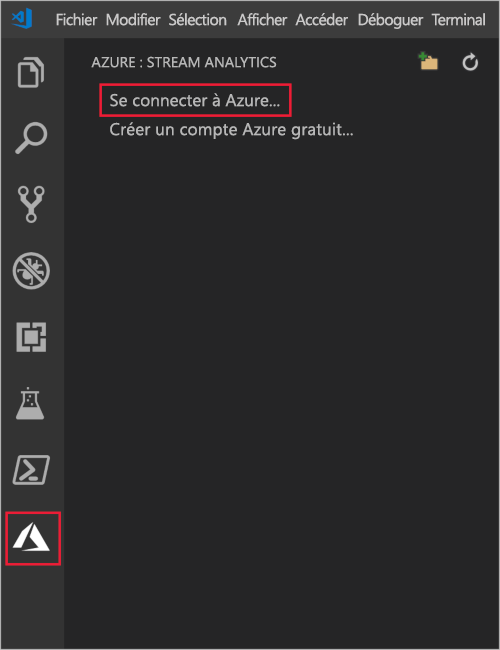 Fichier Modifier Sélection Afficher Accéder Déboguer Terminal
AZURE : STREAM ANALYTICS
Se connecter à Azure...
Créer un compte Azure gratuit...